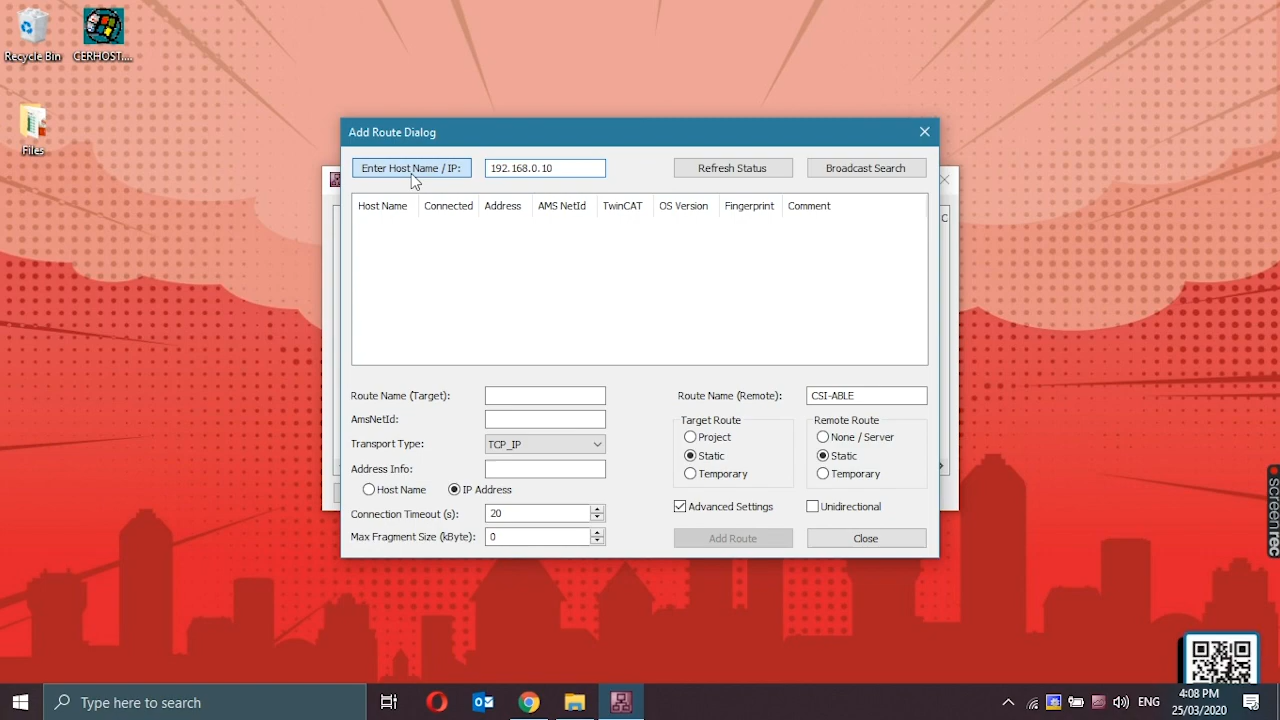 Recycle Bin
CERHOST....
Files
Add Route Dialog
Enter Host Name / IP:
192.168.0.10
Refresh Status
Broadcast Search
Host Name
Connected
Address
AMS NetId
TwinCAT
OS Version
Fingerprint
Comment
C
Route Name (Target):
AmsNetId:
Transport Type:
TCP_IP
Address Info:
Host Name
IP Address
Connection Timeout (s):
20
Max Fragment Size (kByte):
0
Route Name (Remote):
CSI-ABLE
Target Route
Project
Static
Temporary
Remote Route
None / Server
Static
Temporary
Advanced Settings
Unidirectional
Add Route
Close
screenrec
Type here to search
ENG
4:08 PM
25/03/2020